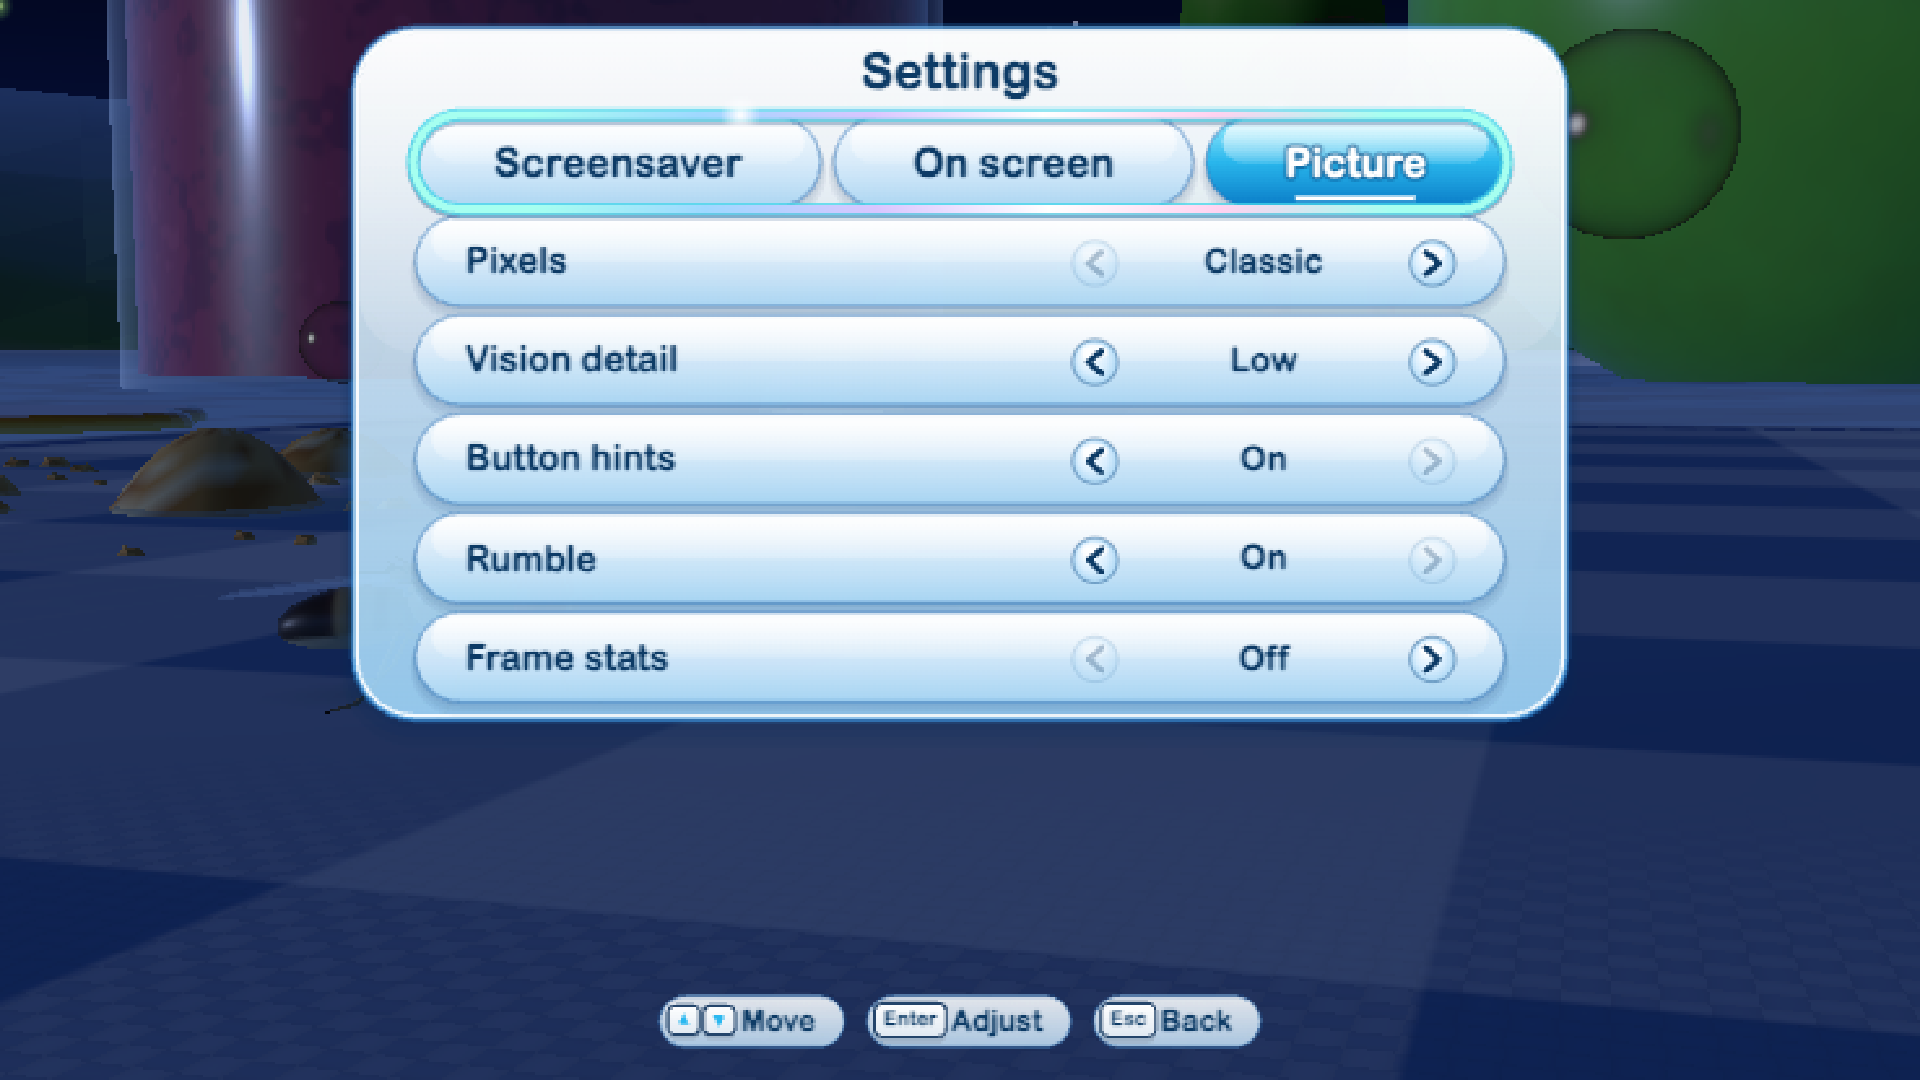 Settings
Screensaver On screen Picture
Pixels Classic
Vision detail Low
Button hints On
Rumble On
Frame stats Off
Move Enter Adjust Esc Back